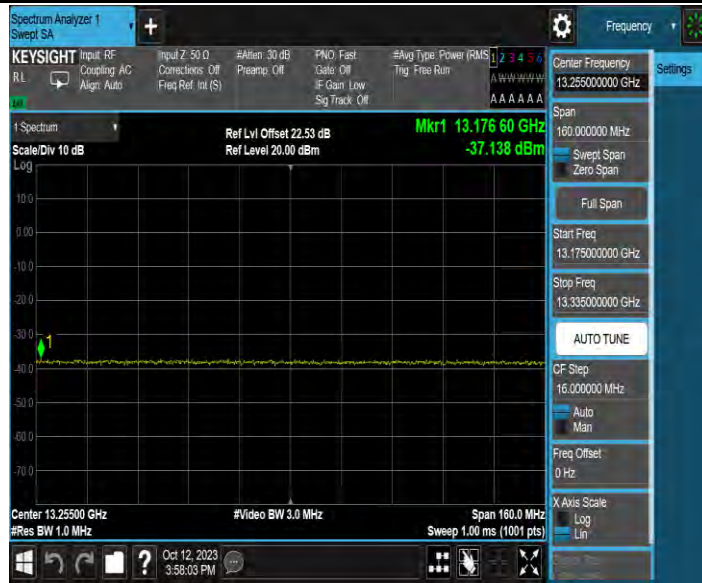 Spectrum Analyzer 1
Swept SA
+
Frequency
KEYSIGHT
RL
Input: RF
Coupling: AC
Align: Auto
Input Z: 50 Ω
Corrections: Off
Freq Ref: Int (S)
#Atten: 30 dB
Preamp: Off
PNO: Fast
Gate: Off
IF Gain: Low
Sig Track: Off
#Avg Type: Power (RMS)
Trig: Free Run
1 2 3 4 5 6
A W W W W W
A A A A A A
1 Spectrum
Scale/Div 10 dB
Log
Ref Lvl Offset 22.53 dB
Ref Level 20.00 dBm
Mkr1 13.176 60 GHz
-37.138 dBm
10.0
0.00
-10.0
-20.0
-30.0
1
-40.0
-50.0
-60.0
-70.0
Center 13.25500 GHz
#Res BW 1.0 MHz
#Video BW 3.0 MHz
Span 160.0 MHz
Sweep 1.00 ms (1001 pts)
Oct 12, 2023
3:58:03 PM
?
Center Frequency
13.255000000 GHz
Settings
Span
160.000000 MHz
Swept Span
Zero Span
Full Span
Start Freq
13.175000000 GHz
Stop Freq
13.335000000 GHz
AUTO TUNE
CF Step
16.000000 MHz
Auto
Man
Freq Offset
0 Hz
X Axis Scale
Log
Lin